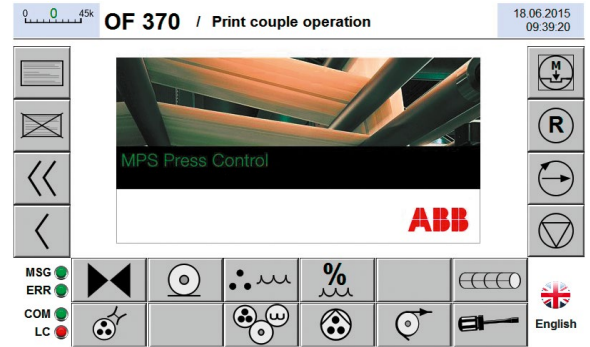 0 0 45k
OF 370 / Print couple operation
18.06.2015
09:39:20
M
R
MPS Press Control
ABB
MSG
ERR
COM
LC
%
English